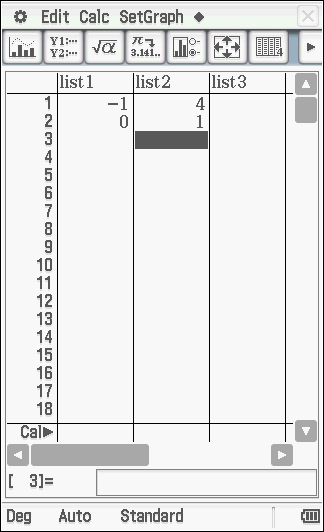 Edit Calc SetGraph ◆
Y1:··· Y2:··· √α π 3.141.. 4
list1 list2 list3
1 −1 4
2 0 1
3
4
5
6
7
8
9
10
11
12
13
14
15
16
17
18
Cal▶
[ 3]=
Deg Auto Standard